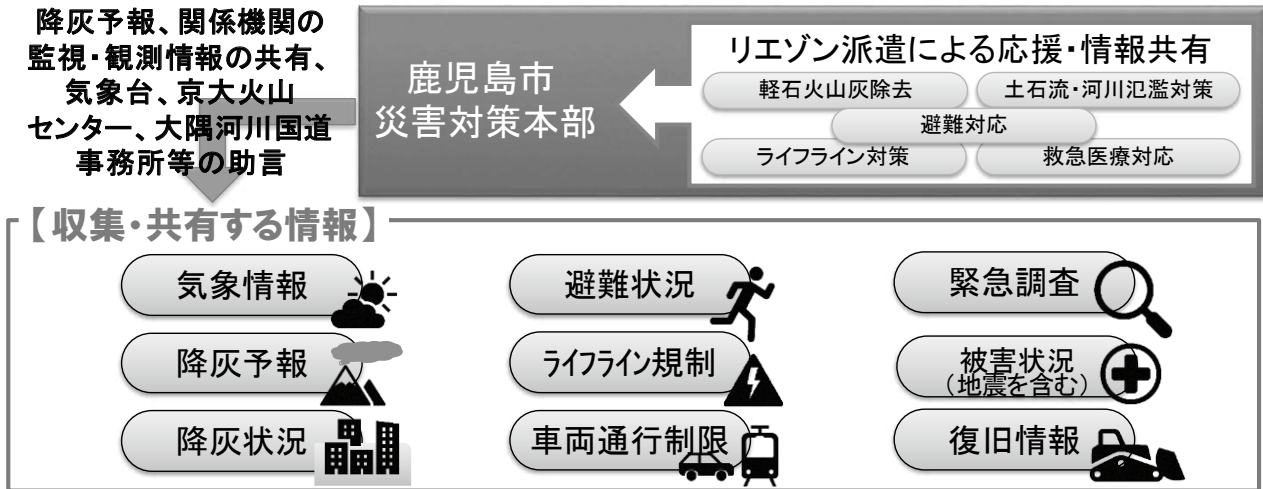 降灰予報、関係機関の
監視・観測情報の共有、
気象台、京大火山
センター、大隅河川国道
事務所等の助言
鹿児島市
災害対策本部
リエゾン派遣による応援・情報共有
軽石火山灰除去
土石流・河川氾濫対策
避難対応
ライフライン対策
救急医療対応
【収集・共有する情報】
気象情報
避難状況
緊急調査
降灰予報
ライフライン規制
被害状況
(地震を含む)
降灰状況
車両通行制限
復旧情報